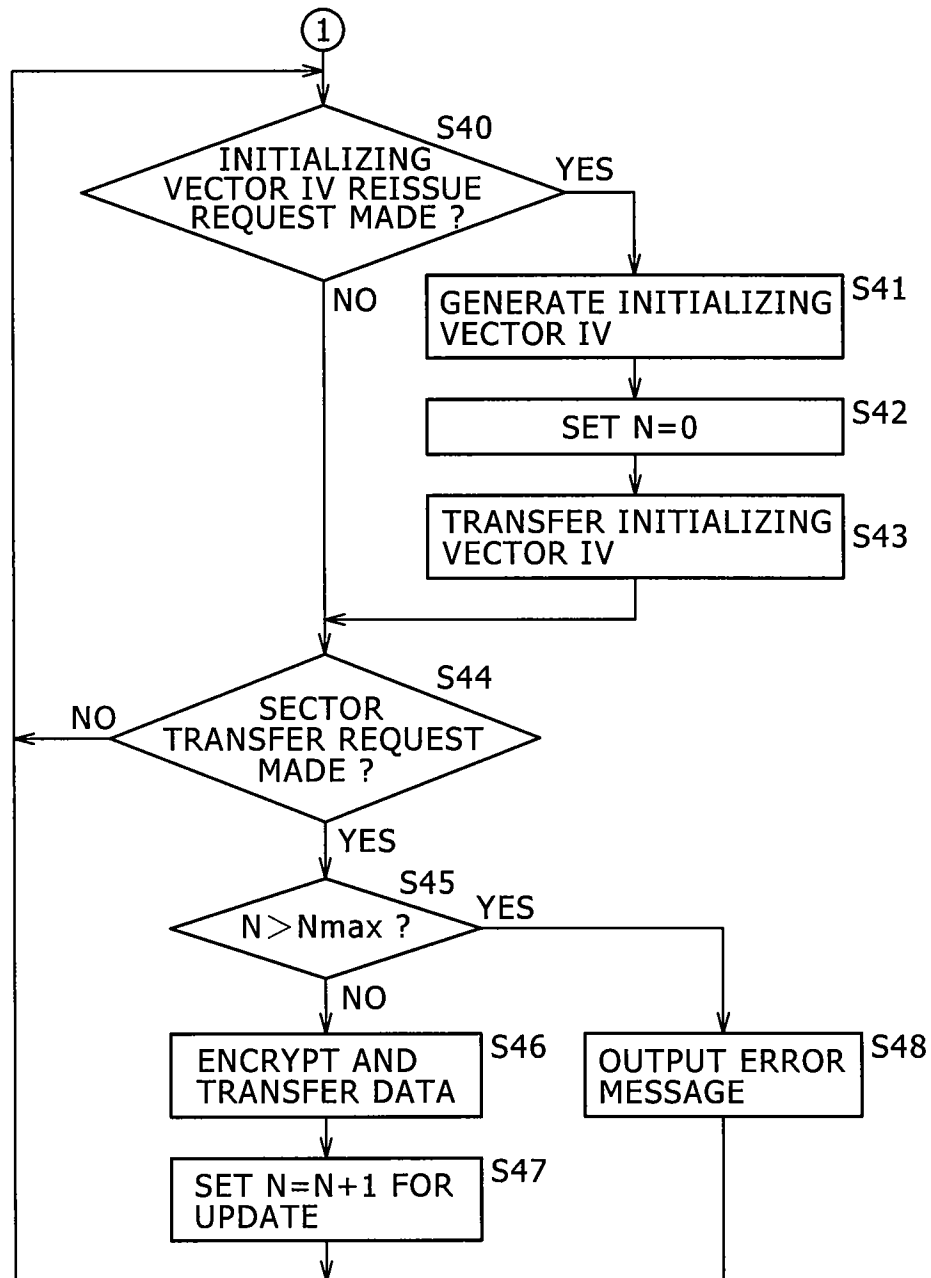 1
S40
INITIALIZING
VECTOR IV REISSUE
REQUEST MADE ?
YES
NO
S41
GENERATE INITIALIZING
VECTOR IV
S42
SET N=0
S43
TRANSFER INITIALIZING
VECTOR IV
S44
SECTOR
TRANSFER REQUEST
MADE ?
NO
YES
S45
N>Nmax ?
YES
NO
S46
ENCRYPT AND
TRANSFER DATA
S48
OUTPUT ERROR
MESSAGE
S47
SET N=N+1 FOR
UPDATE